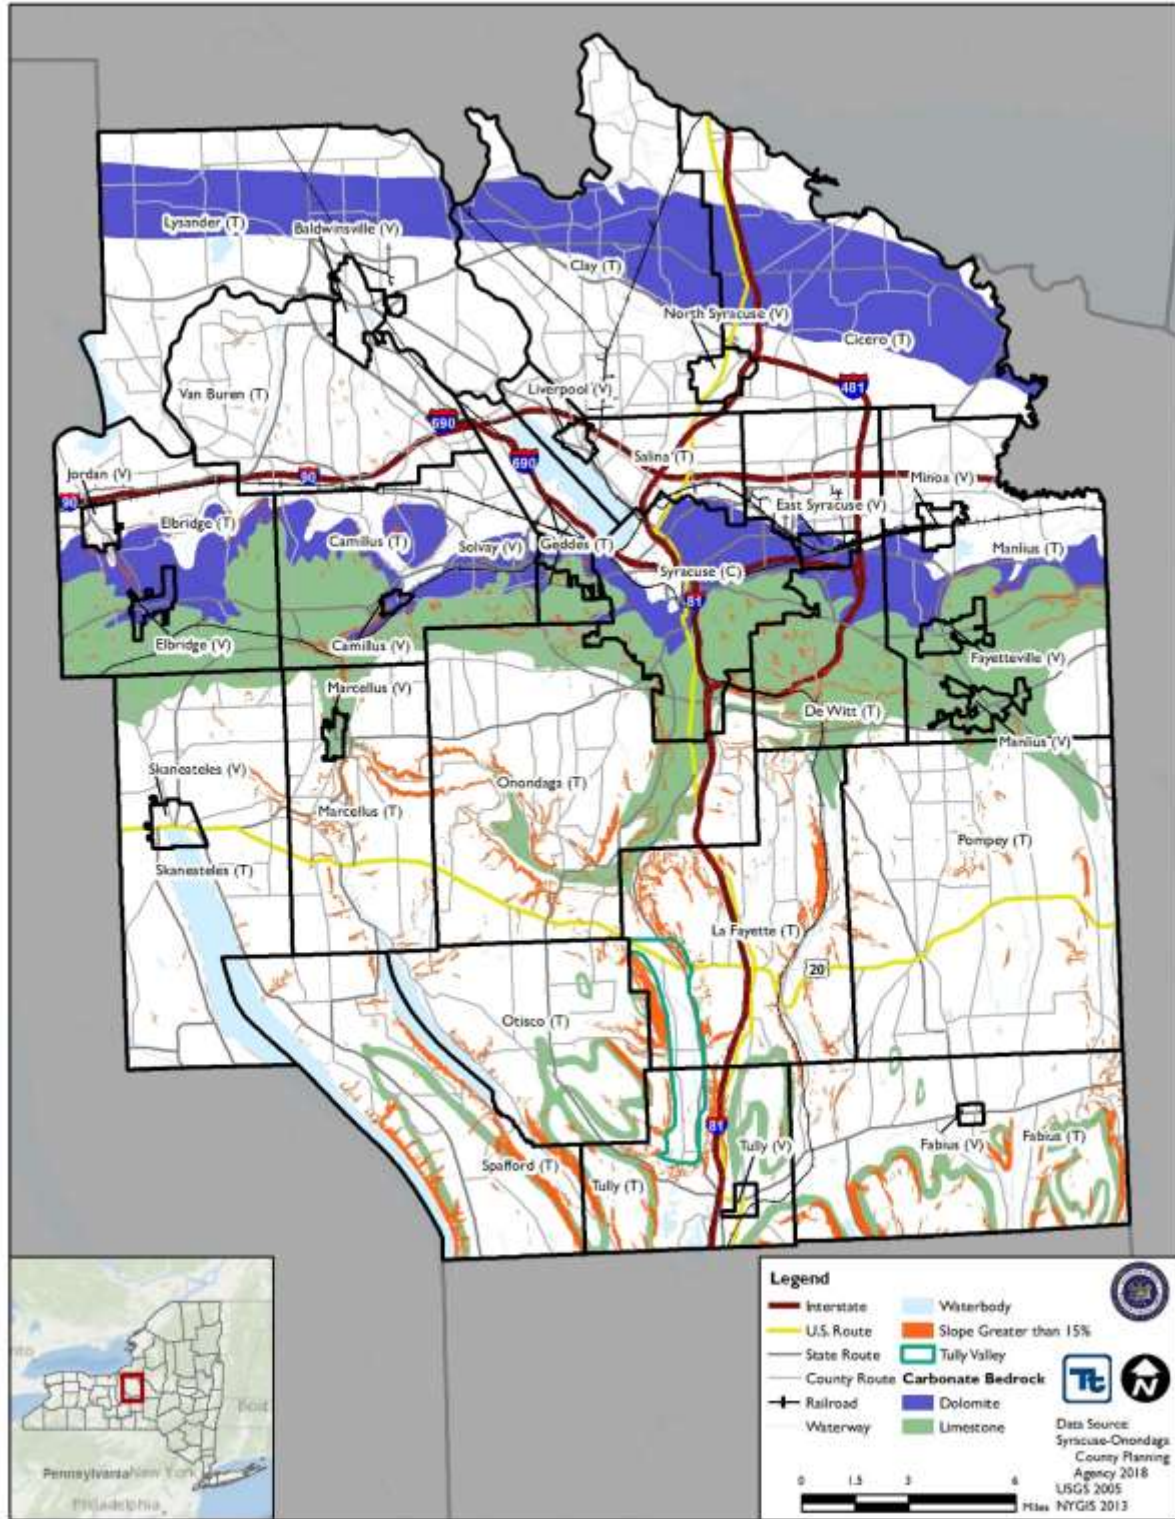 Lysander (T)
Baldwinsville (V)
Clay (T)
North Syracuse (V)
Cicero (T)
481
Van Buren (T)
Liverpool (V)
690
690
Salina (T)
Jordan (V)
90
90
Minoa (V)
East Syracuse (V)
Elbridge (T)
Camillus (T)
Solvay (V)
Geddes (T)
Manlius (T)
Syracuse (C)
81
Elbridge (V)
Camillus (V)
Fayetteville (V)
Marcellus (V)
De Witt (T)
Manlius (V)
Skaneateles (V)
Onondaga (T)
Marcellus (T)
Pompey (T)
Skaneateles (T)
La Fayette (T)
20
Otisco (T)
81
Tully (V)
Fabius (V)
Fabius (T)
Spafford (T)
Tully (T)
Pennsylvania
New York
Philadelphia
Legend
Interstate
U.S. Route
State Route
County Route
Railroad
Waterway
Waterbody
Slope Greater than 15%
Tully Valley
Carbonate Bedrock
Dolomite
Limestone
Tt
N
Data Source:
Syracuse-Onondaga
County Planning
Agency 2018
USGS 2005
NYGIS 2013
0 1.5 3 6
Miles